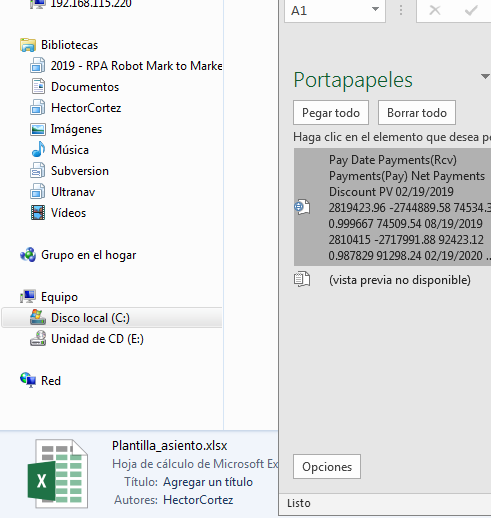 192.168.115.220
Bibliotecas
2019 - RPA Robot Mark to Marke
Documentos
HectorCortez
Imágenes
Música
Subversion
Ultranav
Vídeos
Grupo en el hogar
Equipo
Disco local (C:)
Unidad de CD (E:)
Red
Plantilla_asiento.xlsx
Hoja de cálculo de Microsoft Ex
Título: Agregar un título
Autores: HectorCortez
A1
Portapapeles
Pegar todo
Borrar todo
Haga clic en el elemento que desea pe
Pay Date Payments(Rcv)
Payments(Pay) Net Payments
Discount PV 02/19/2019
2819423.96 -2744889.58 74534.3
0.999667 74509.54 08/19/2019
2810415 -2717991.88 92423.12
0.987829 91298.24 02/19/2020 ...
(vista previa no disponible)
Opciones
Listo